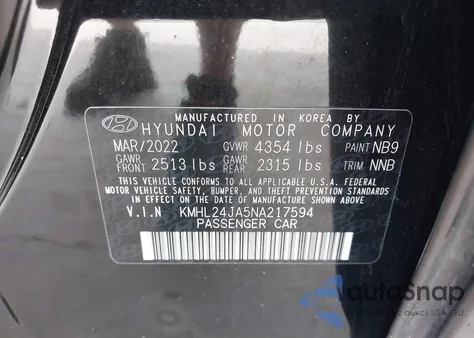 MANUFACTURED IN KOREA BY
HYUNDAI MOTOR COMPANY
MAR/2022 GVWR 4354 lbs PAINT NB9
GAWR FRONT 2513 lbs GAWR REAR 2315 lbs TRIM NNB
THIS VEHICLE CONFORMS TO ALL APPLICABLE U.S.A. FEDERAL
MOTOR VEHICLE SAFETY, BUMPER, AND THEFT PREVENTION STANDARDS
IN EFFECT ON THE DATE OF MANUFACTURE SHOWN ABOVE.
V.I.N KMHL24JA5NA217594
PASSENGER CAR
autoSnap
aukcji USA